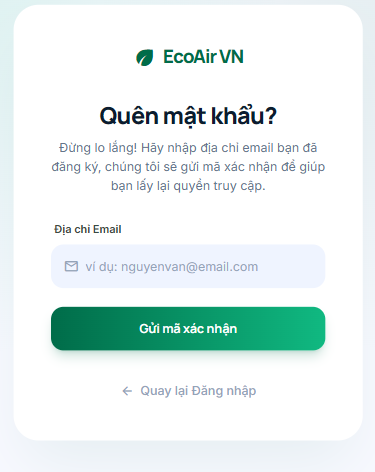 EcoAir VN
Quên mật khẩu?
Đừng lo lắng! Hãy nhập địa chỉ email bạn đã
đăng ký, chúng tôi sẽ gửi mã xác nhận để giúp
bạn lấy lại quyền truy cập.
Địa chỉ Email
ví dụ: nguyenvan@email.com
Gửi mã xác nhận
← Quay lại Đăng nhập